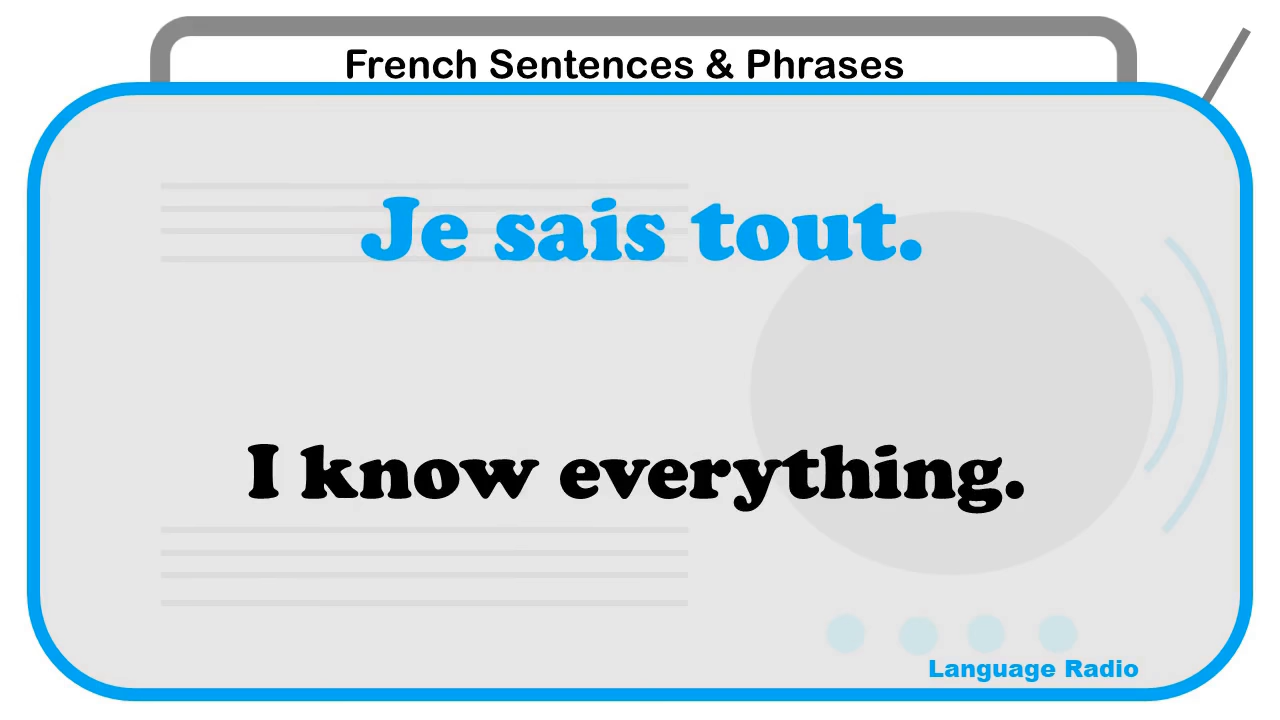 French Sentences & Phrases
Je sais tout.
I know everything.
Language Radio